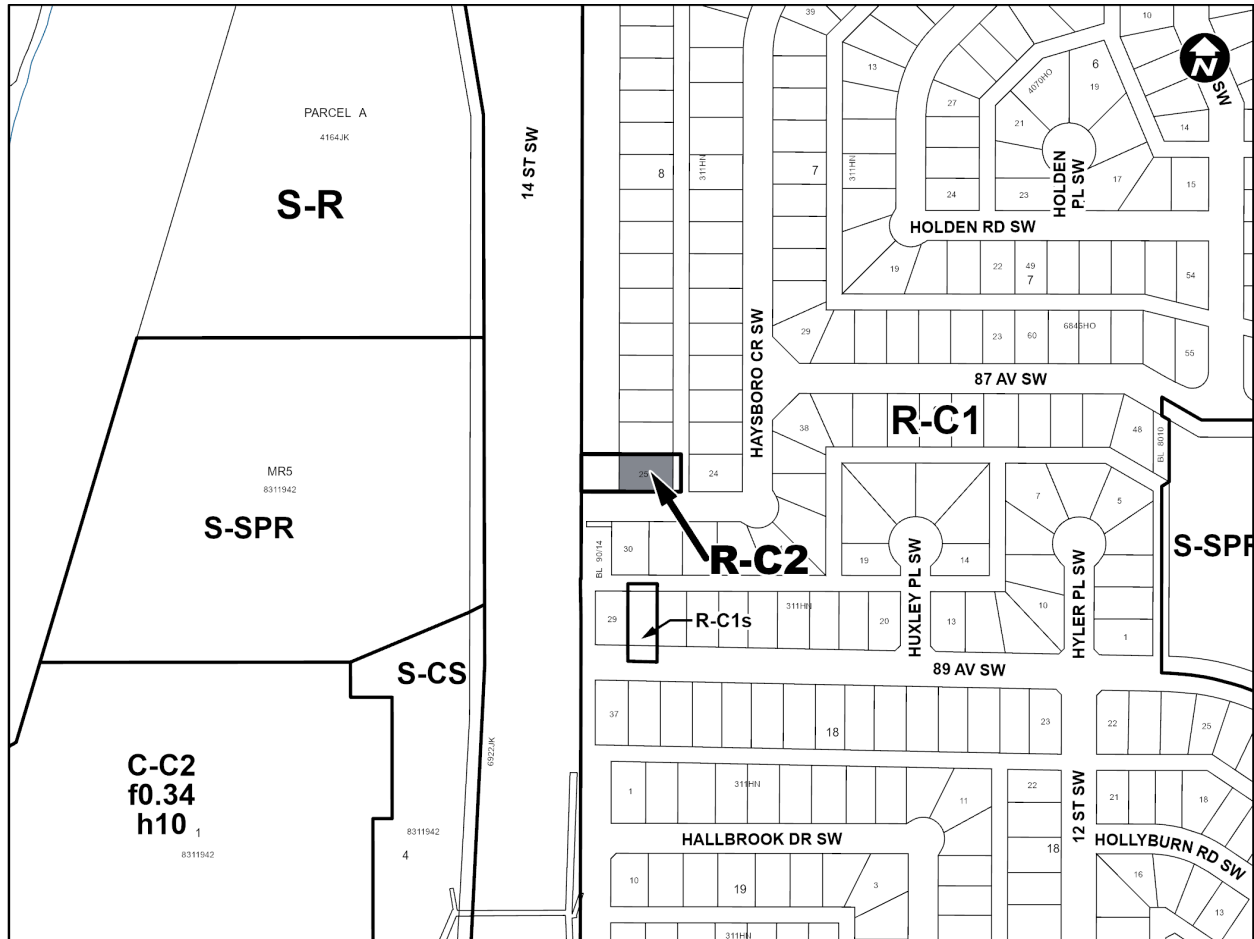 39
10
N
SW
13
6
4070HO
19
27
21
14
PARCEL A
4164JK
14 ST SW
8
311HN
7
311HN
S-R
24
23
HOLDEN
PL SW
17
15
HOLDEN RD SW
19
22
49
7
54
29
23
60
6846HO
55
HAYSBORO CR SW
87 AV SW
R-C1
38
48
BL 8010
MR5
8311942
25
24
S-SPR
7
5
R-C2
S-SPR
BL 90/14
30
19
14
HUXLEY PL SW
HYLER PL SW
29
R-C1s
311HN
20
13
10
1
S-CS
89 AV SW
37
18
23
22
25
6922JK
C-C2
f0.34
h10
1
8311942
8311942
4
1
311HN
11
22
12 ST SW
21
18
HALLBROOK DR SW
18
HOLLYBURN RD SW
10
19
3
16
13
311HN